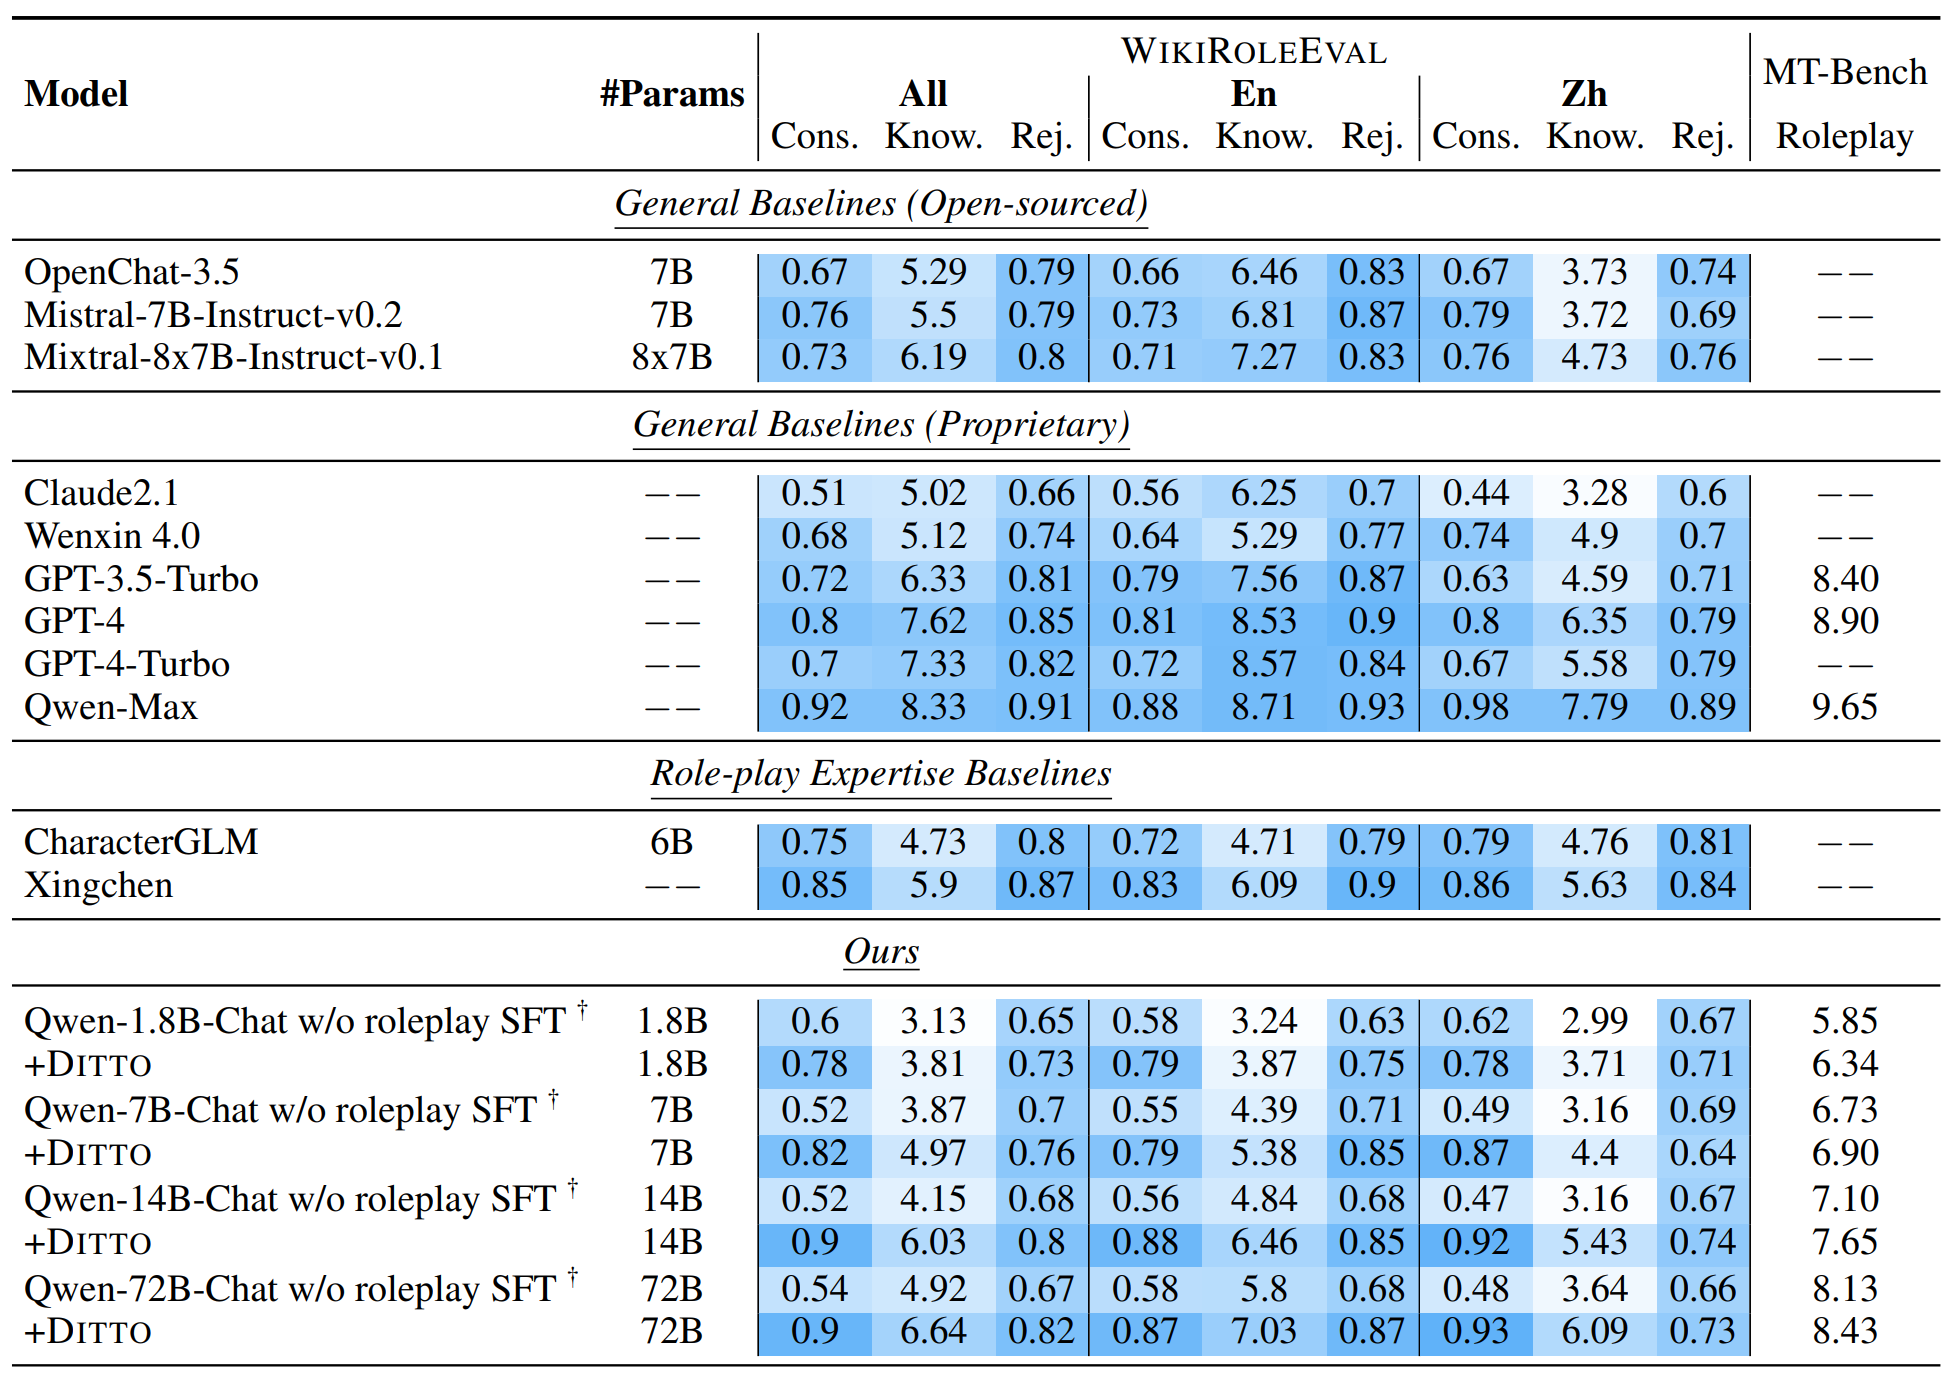 WIKIROLEEVAL
Model #Params All En Zh MT-Bench
Cons. Know. Rej. Cons. Know. Rej. Cons. Know. Rej. Roleplay
General Baselines (Open-sourced)
OpenChat-3.5 7B 0.67 5.29 0.79 0.66 6.46 0.83 0.67 3.73 0.74 −−
Mistral-7B-Instruct-v0.2 7B 0.76 5.5 0.79 0.73 6.81 0.87 0.79 3.72 0.69 −−
Mixtral-8x7B-Instruct-v0.1 8x7B 0.73 6.19 0.8 0.71 7.27 0.83 0.76 4.73 0.76 −−
General Baselines (Proprietary)
Claude2.1 −− 0.51 5.02 0.66 0.56 6.25 0.7 0.44 3.28 0.6 −−
Wenxin 4.0 −− 0.68 5.12 0.74 0.64 5.29 0.77 0.74 4.9 0.7 −−
GPT-3.5-Turbo −− 0.72 6.33 0.81 0.79 7.56 0.87 0.63 4.59 0.71 8.40
GPT-4 −− 0.8 7.62 0.85 0.81 8.53 0.9 0.8 6.35 0.79 8.90
GPT-4-Turbo −− 0.7 7.33 0.82 0.72 8.57 0.84 0.67 5.58 0.79 −−
Qwen-Max −− 0.92 8.33 0.91 0.88 8.71 0.93 0.98 7.79 0.89 9.65
Role-play Expertise Baselines
CharacterGLM 6B 0.75 4.73 0.8 0.72 4.71 0.79 0.79 4.76 0.81 −−
Xingchen −− 0.85 5.9 0.87 0.83 6.09 0.9 0.86 5.63 0.84 −−
Ours
Qwen-1.8B-Chat w/o roleplay SFT † 1.8B 0.6 3.13 0.65 0.58 3.24 0.63 0.62 2.99 0.67 5.85
+DITTO 1.8B 0.78 3.81 0.73 0.79 3.87 0.75 0.78 3.71 0.71 6.34
Qwen-7B-Chat w/o roleplay SFT † 7B 0.52 3.87 0.7 0.55 4.39 0.71 0.49 3.16 0.69 6.73
+DITTO 7B 0.82 4.97 0.76 0.79 5.38 0.85 0.87 4.4 0.64 6.90
Qwen-14B-Chat w/o roleplay SFT † 14B 0.52 4.15 0.68 0.56 4.84 0.68 0.47 3.16 0.67 7.10
+DITTO 14B 0.9 6.03 0.8 0.88 6.46 0.85 0.92 5.43 0.74 7.65
Qwen-72B-Chat w/o roleplay SFT † 72B 0.54 4.92 0.67 0.58 5.8 0.68 0.48 3.64 0.66 8.13
+DITTO 72B 0.9 6.64 0.82 0.87 7.03 0.87 0.93 6.09 0.73 8.43